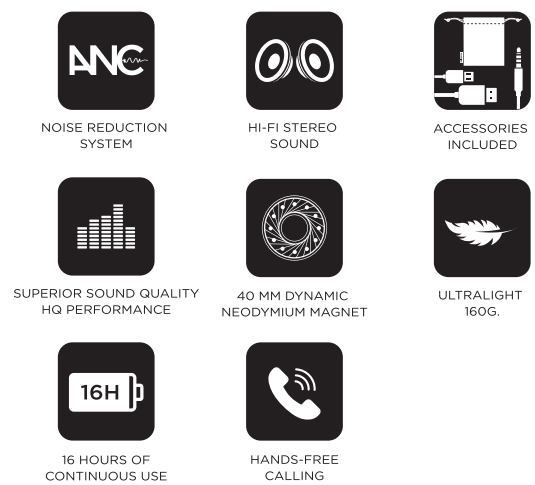 ANC
NOISE REDUCTION
SYSTEM
HI-FI STEREO
SOUND
ACCESSORIES
INCLUDED
SUPERIOR SOUND QUALITY
HQ PERFORMANCE
40 MM DYNAMIC
NEODYMIUM MAGNET
ULTRALIGHT
160G.
16H
16 HOURS OF
CONTINUOUS USE
HANDS-FREE
CALLING